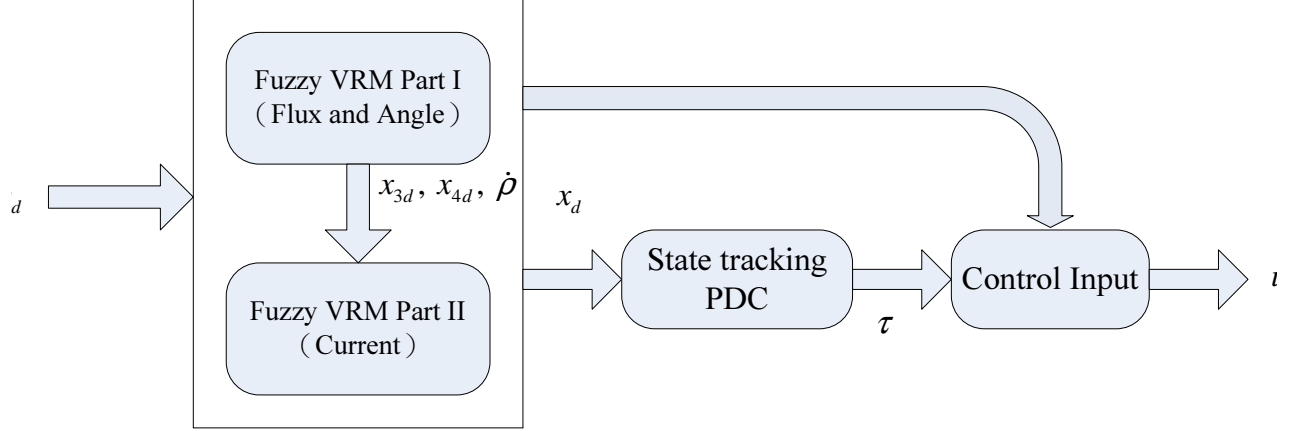 Fuzzy VRM Part I
（Flux and Angle）
x_{3d}, x_{4d}, ρ̇
x_d
d
Fuzzy VRM Part II
（Current）
State tracking
PDC
τ
Control Input